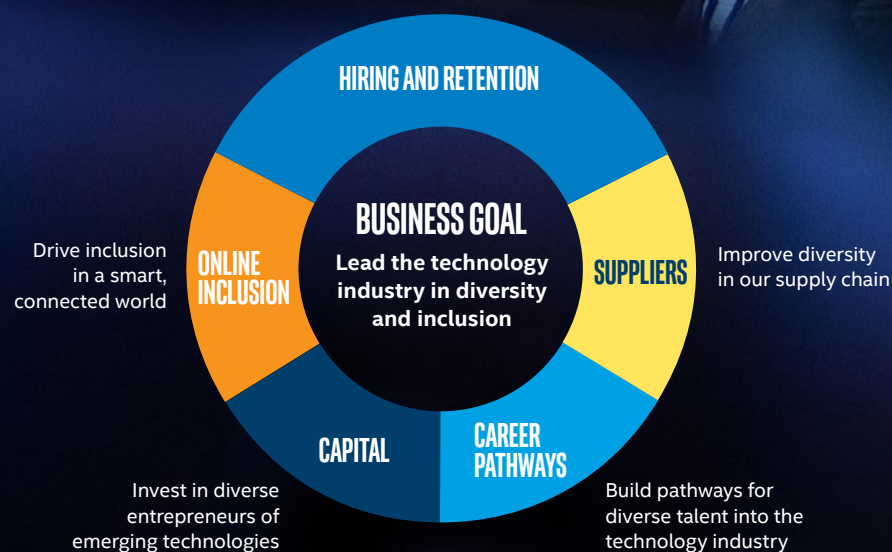 HIRING AND RETENTION
BUSINESS GOAL
Lead the technology
industry in diversity
and inclusion
Drive inclusion
in a smart,
connected world
ONLINE
INCLUSION
SUPPLIERS
Improve diversity
in our supply chain
CAPITAL
Invest in diverse
entrepreneurs of
emerging technologies
CAREER
PATHWAYS
Build pathways for
diverse talent into the
technology industry